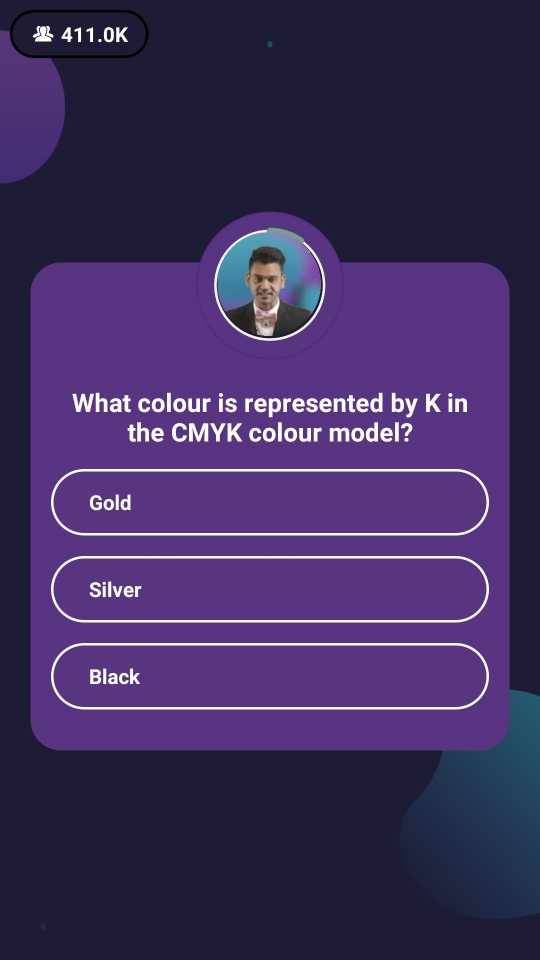 411.0K
What colour is represented by K in
the CMYK colour model?
Gold
Silver
Black